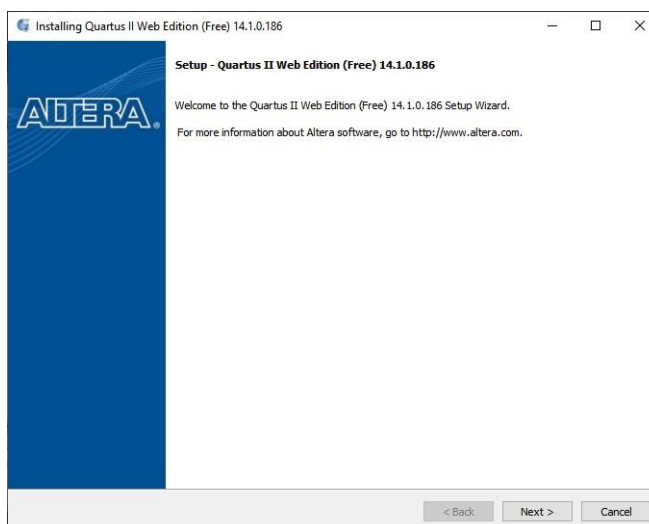 Installing Quartus II Web Edition (Free) 14.1.0.186
Setup - Quartus II Web Edition (Free) 14.1.0.186
ALTERA®
Welcome to the Quartus II Web Edition (Free) 14.1.0.186 Setup Wizard.
For more information about Altera software, go to http://www.altera.com.
< Back Next > Cancel